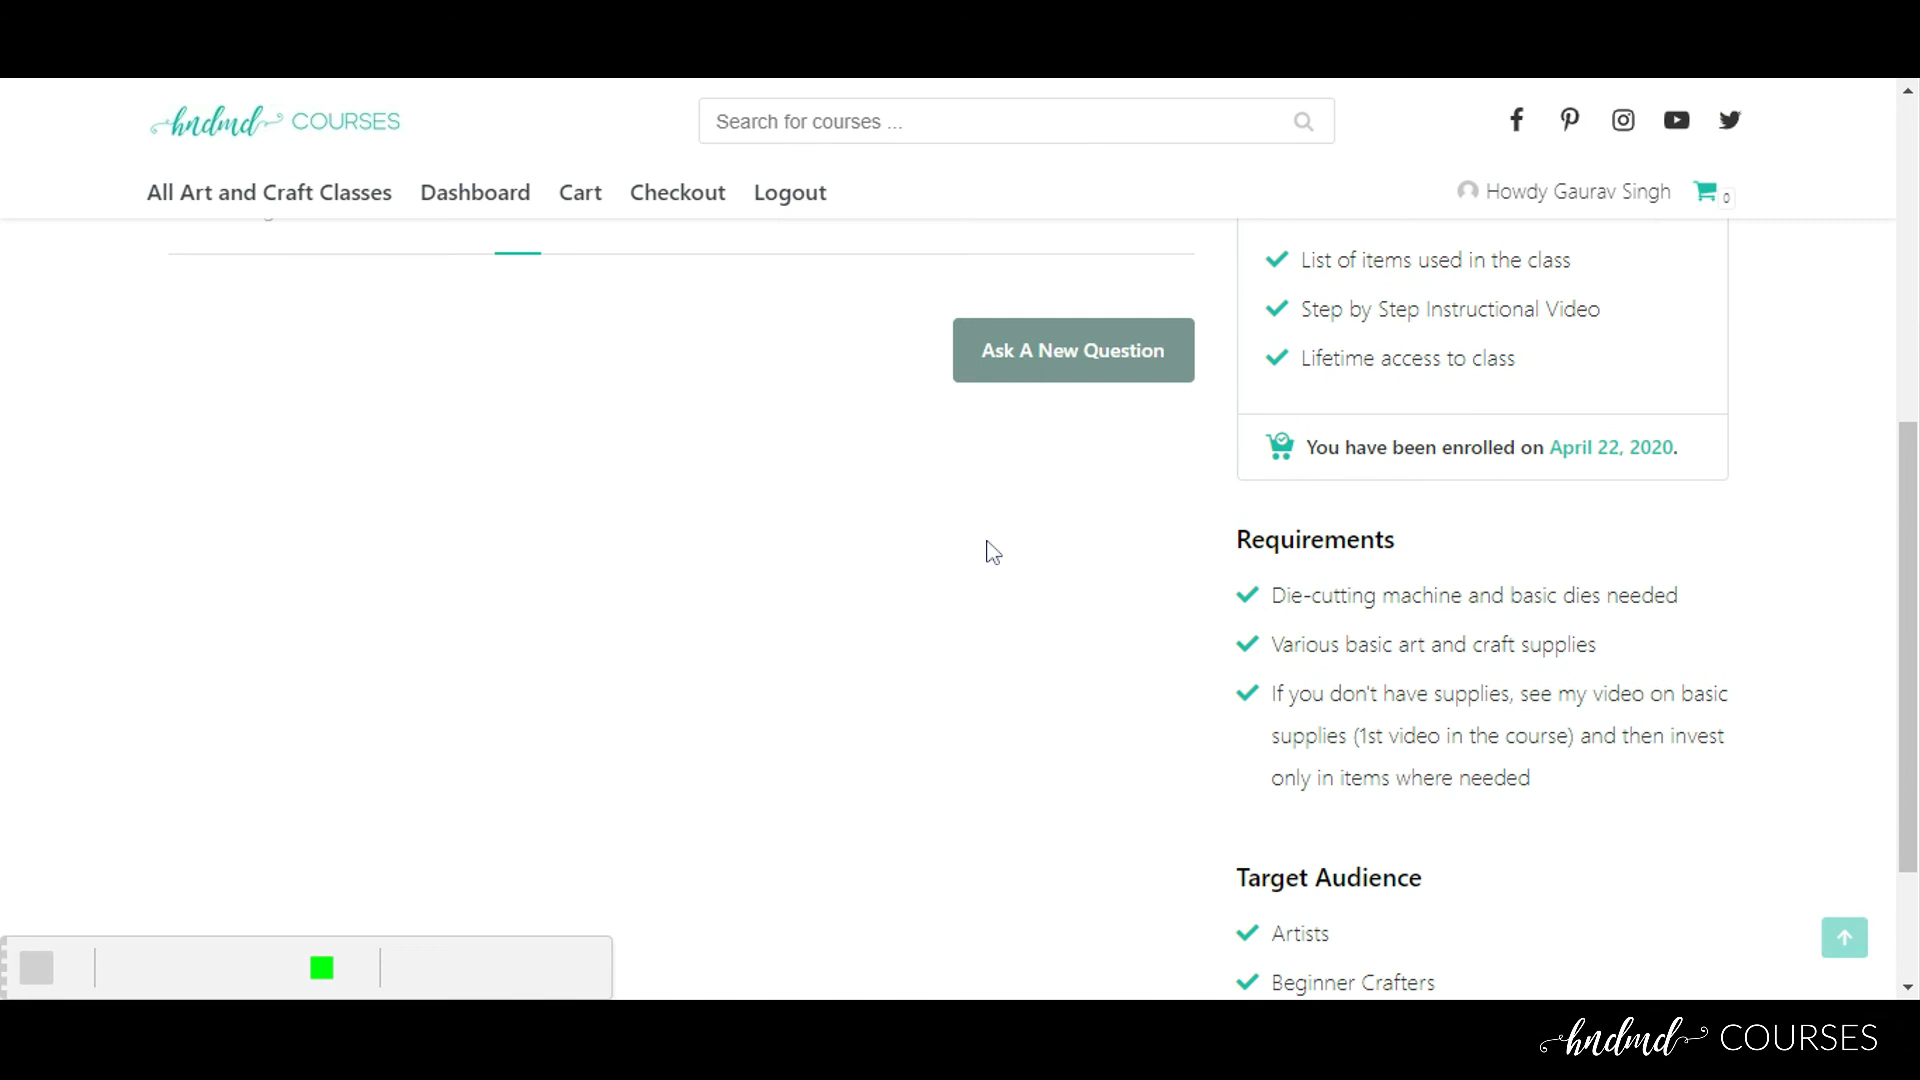 hndmd COURSES
Search for courses ...
All Art and Craft Classes Dashboard Cart Checkout Logout
Howdy Gaurav Singh 0
List of items used in the class
Step by Step Instructional Video
Lifetime access to class
Ask A New Question
You have been enrolled on April 22, 2020.
Requirements
Die-cutting machine and basic dies needed
Various basic art and craft supplies
If you don't have supplies, see my video on basic
supplies (1st video in the course) and then invest
only in items where needed
Target Audience
Artists
Beginner Crafters
hndmd COURSES